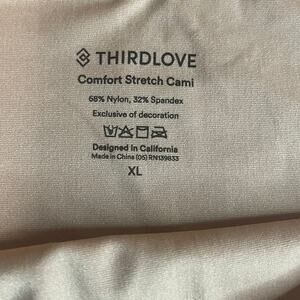 THIRDLOVE
Comfort Stretch Cami
68% Nylon, 32% Spandex
Exclusive of decoration
Designed in California
Made in China (05) RN139833
XL